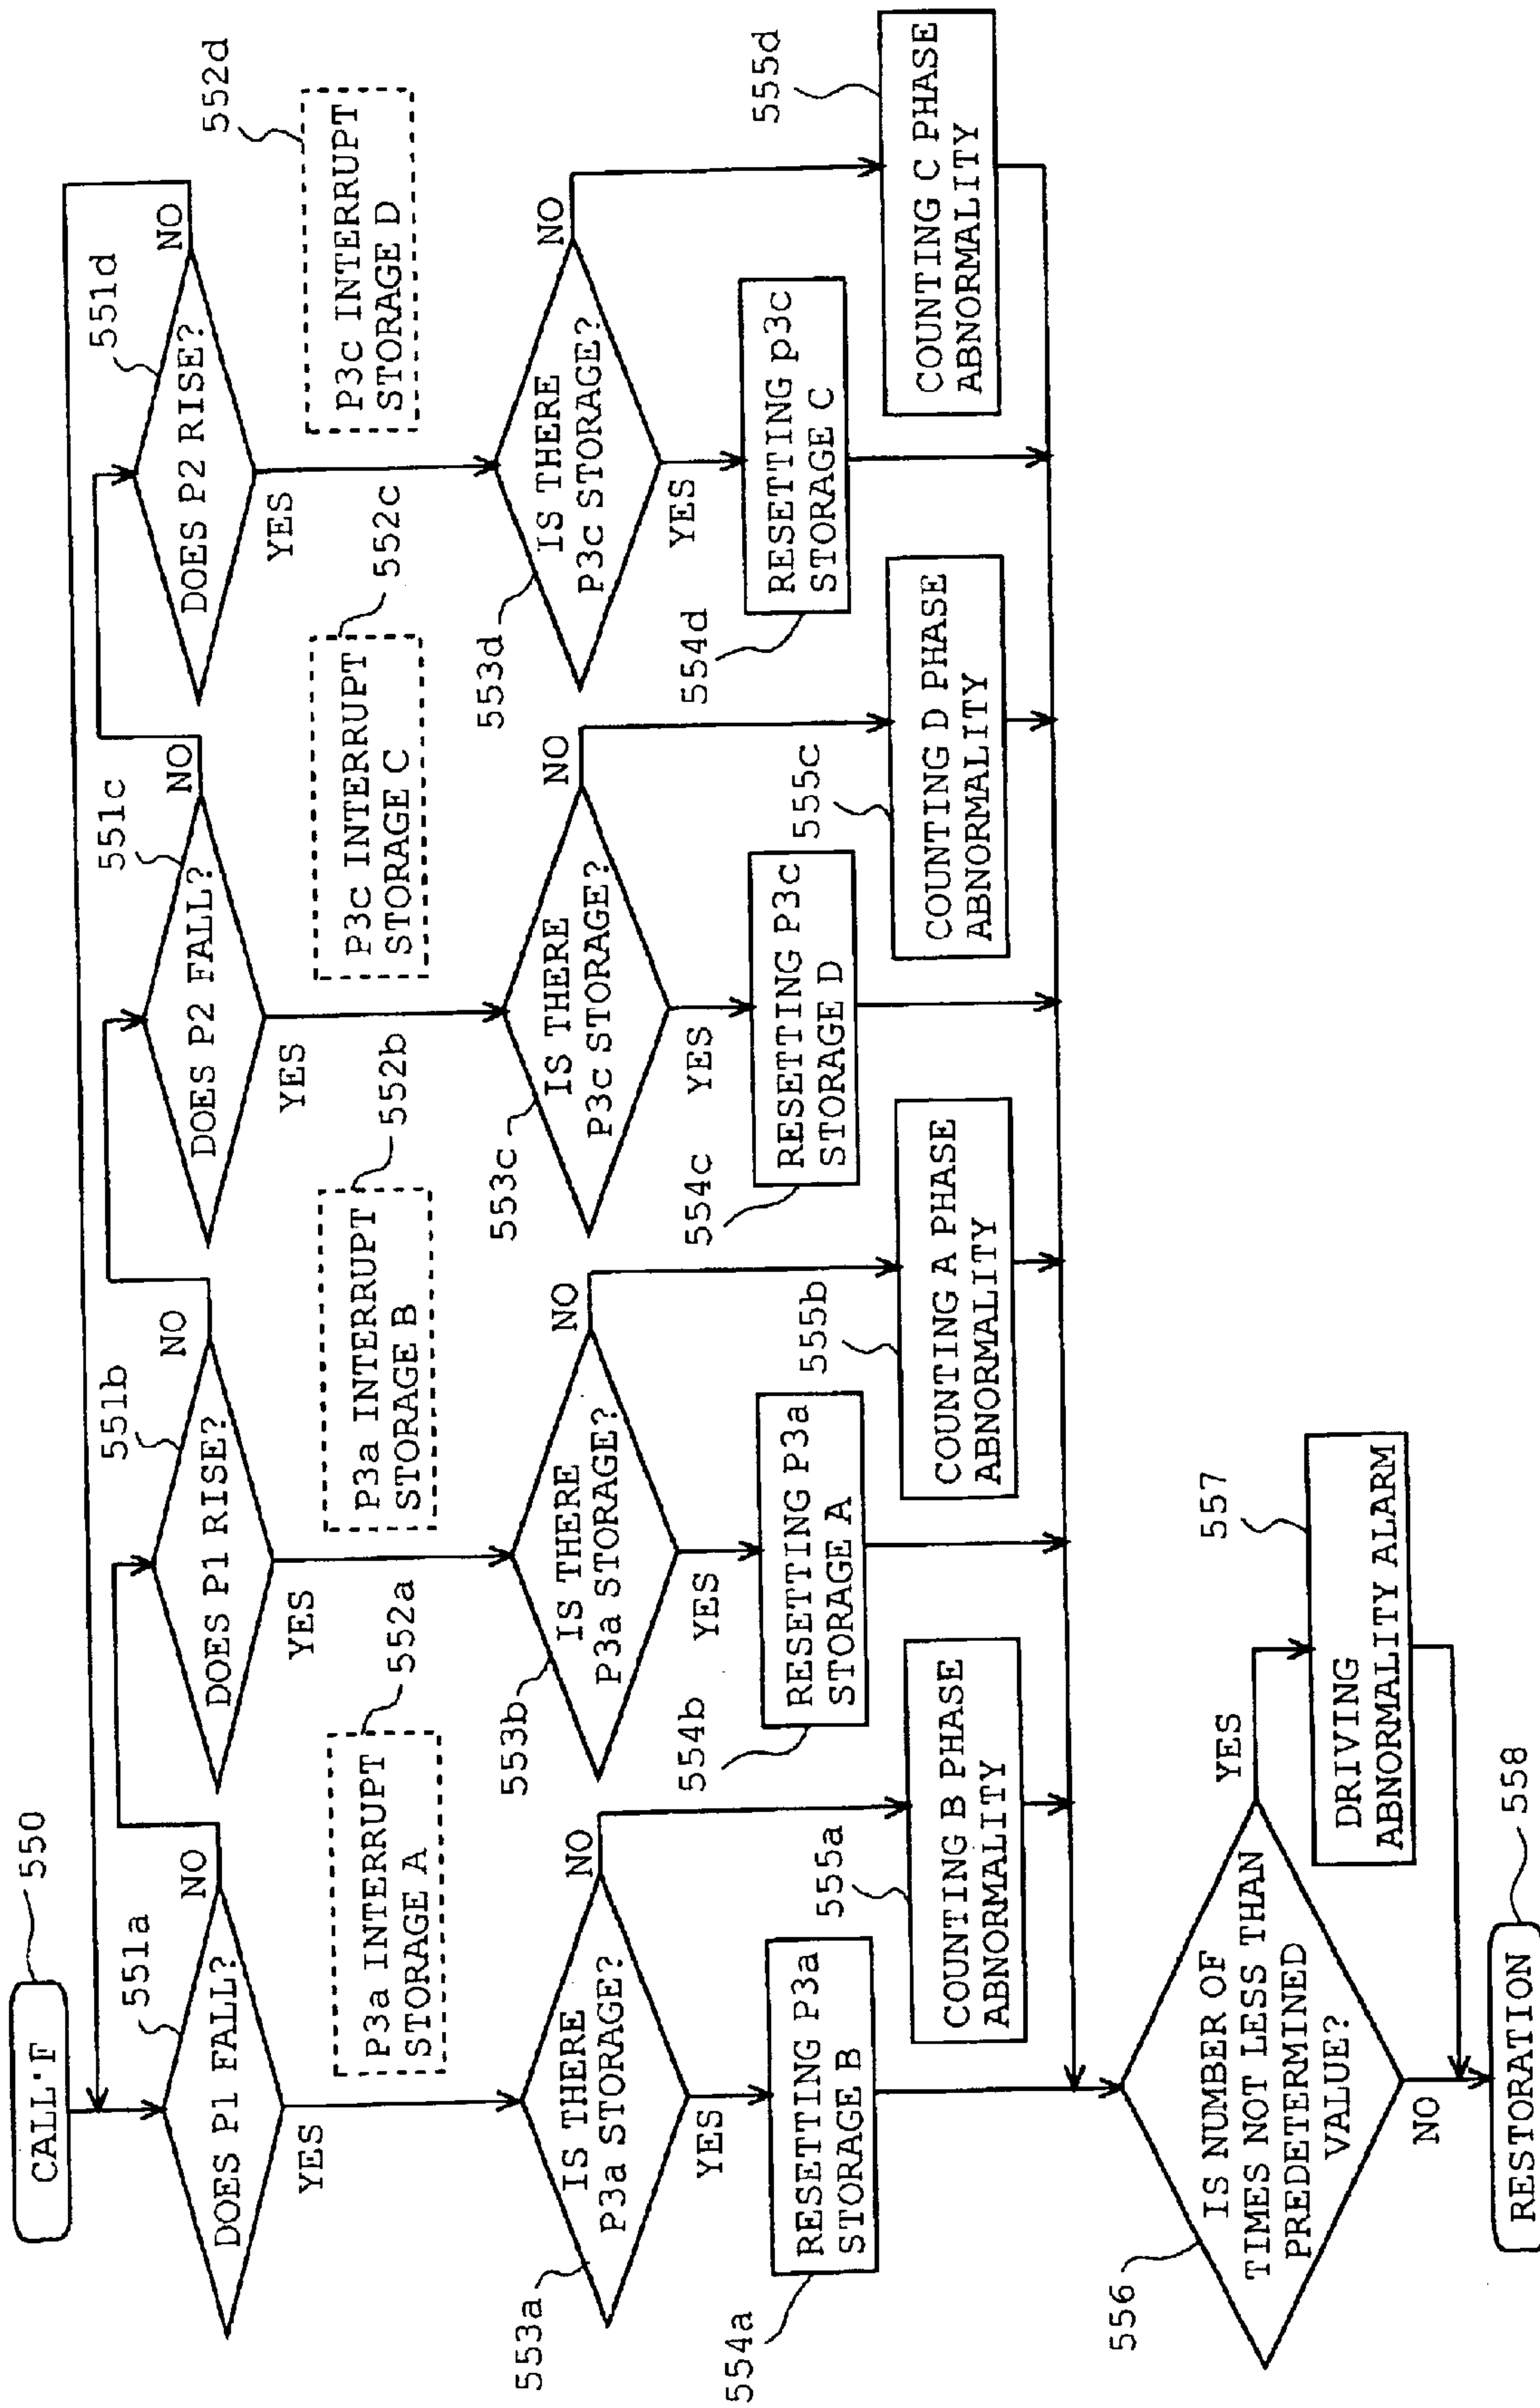 CALL'F
550
DOES P1 FALL?
551a
NO
YES
DOES P1 RISE?
551b
NO
YES
DOES P2 FALL?
551c
NO
YES
DOES P2 RISE?
551d
NO
YES
P3a INTERRUPT
STORAGE A
552a
P3a INTERRUPT
STORAGE B
552b
P3c INTERRUPT
STORAGE C
552c
P3c INTERRUPT
STORAGE D
552d
553a
IS THERE
P3a STORAGE?
NO
YES
553b
IS THERE
P3a STORAGE?
NO
YES
553c
IS THERE
P3c STORAGE?
NO
YES
553d
IS THERE
P3c STORAGE?
NO
YES
554a
RESETTING P3a
STORAGE B
554b
RESETTING P3a
STORAGE A
554c
RESETTING P3c
STORAGE D
554d
RESETTING p3c
STORAGE C
555a
COUNTING B PHASE
ABNORMALITY
555b
COUNTING A PHASE
ABNORMALITY
555c
COUNTING D PHASE
ABNORMALITY
555d
COUNTING C PHASE
ABNORMALITY
556
IS NUMBER OF
TIMES NOT LESS THAN
PREDETERMINED
VALUE?
YES
NO
557
DRIVING
ABNORMALITY ALARM
RESTORATION
558